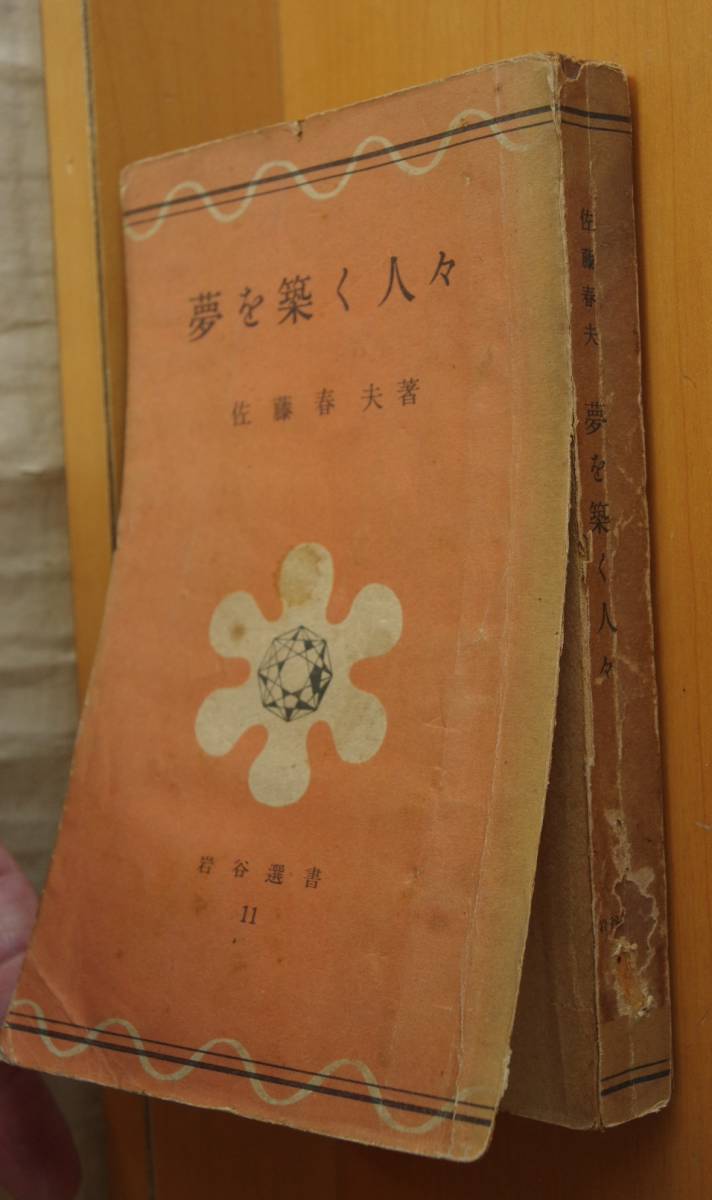 夢を築く人々
佐藤春夫著
岩谷選書
11
佐藤春夫 夢を築く人々